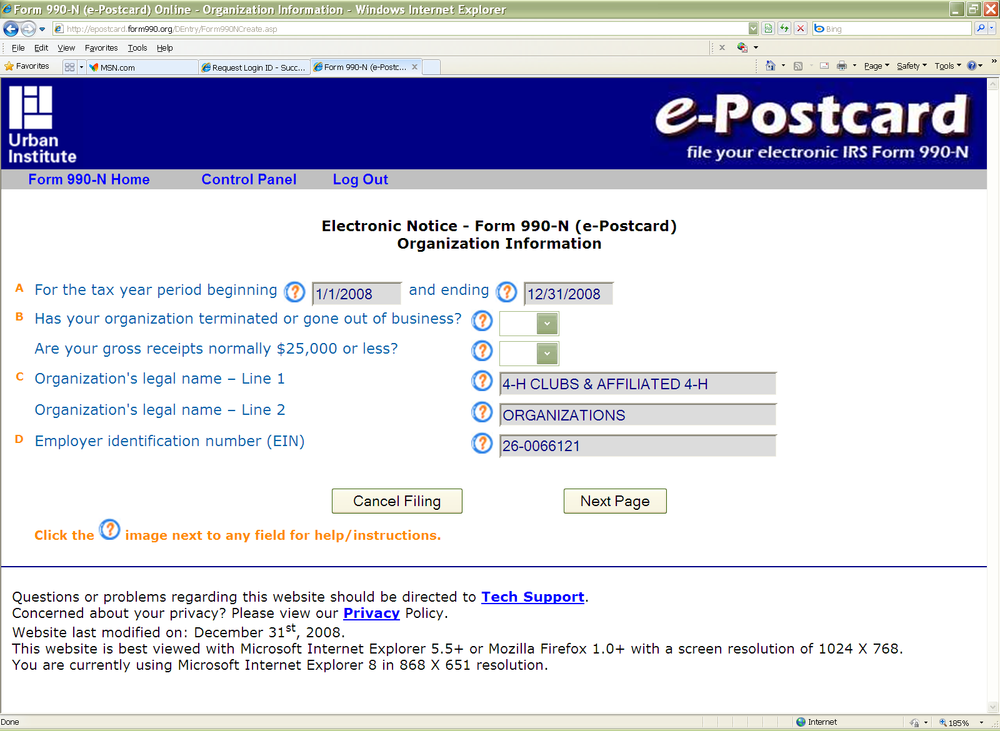 Form 990-N (e-Postcard) Online - Organization Information - Windows Internet Explorer
http://epostcard.form990.org/DEntry/Form990NCreate.asp
Bing
File Edit View Favorites Tools Help
Favorites MSN.com Request Login ID - Succ... Form 990-N (e-Postc... Page Safety Tools
Urban
Institute
e-Postcard
file your electronic IRS Form 990-N
Form 990-N Home Control Panel Log Out
Electronic Notice - Form 990-N (e-Postcard)
Organization Information
A For the tax year period beginning ? 1/1/2008 and ending ? 12/31/2008
B Has your organization terminated or gone out of business? ?
Are your gross receipts normally $25,000 or less? ?
C Organization's legal name – Line 1 ? 4-H CLUBS & AFFILIATED 4-H
Organization's legal name – Line 2 ? ORGANIZATIONS
D Employer identification number (EIN) ? 26-0066121
Cancel Filing Next Page
Click the ? image next to any field for help/instructions.
Questions or problems regarding this website should be directed to Tech Support.
Concerned about your privacy? Please view our Privacy Policy.
Website last modified on: December 31st, 2008.
This website is best viewed with Microsoft Internet Explorer 5.5+ or Mozilla Firefox 1.0+ with a screen resolution of 1024 X 768.
You are currently using Microsoft Internet Explorer 8 in 868 X 651 resolution.
Done Internet 185%